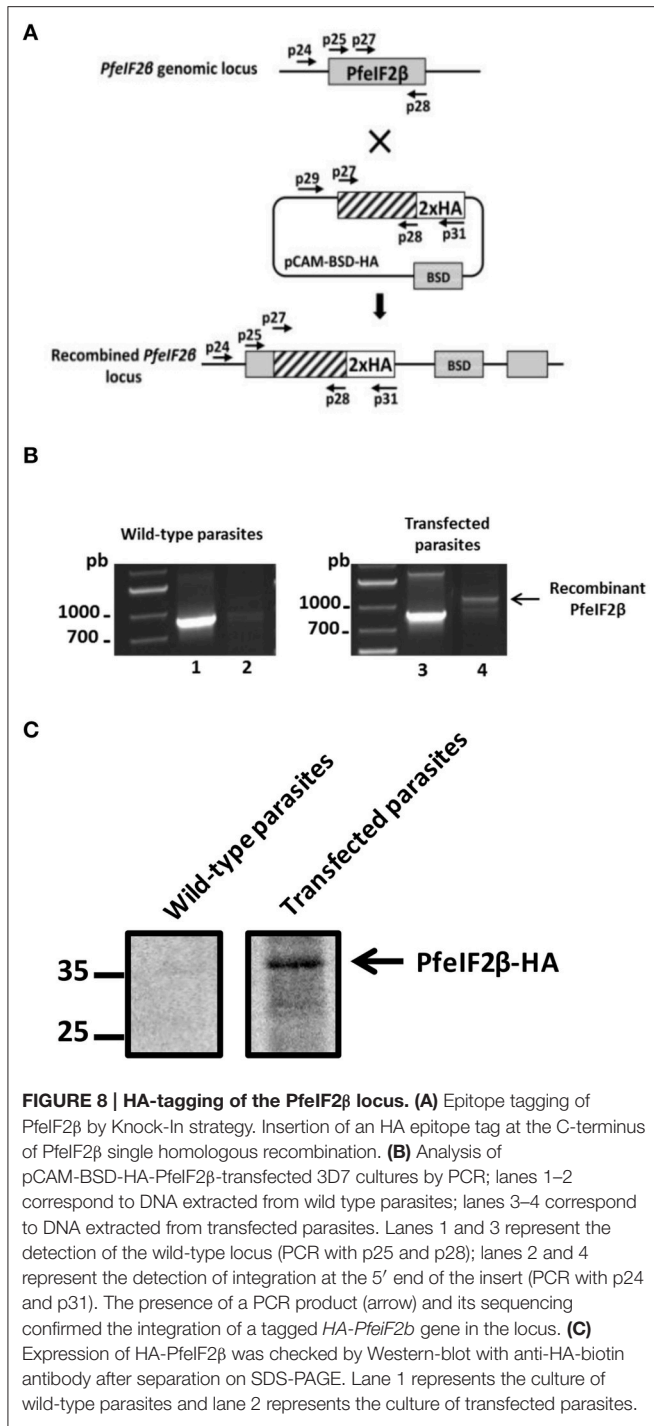 A
PfeIF2β genomic locus
p24
p25
p27
PfeIF2β
p28
p29
p27
2xHA
p28
p31
pCAM-BSD-HA
BSD
p27
p25
p24
Recombined PfeIF2β
locus
2xHA
BSD
p28
p31
B
Wild-type parasites
pb
1000
700
1
2
Transfected
parasites
1000
700
3
4
Recombinant
PfeIF2β
C
Wild-type parasites
Transfected parasites
35
25
PfeIF2β-HA
FIGURE 8 | HA-tagging of the PfeIF2β locus. (A) Epitope tagging of
PfeIF2β by Knock-In strategy. Insertion of an HA epitope tag at the C-terminus
of PfeIF2β single homologous recombination. (B) Analysis of
pCAM-BSD-HA-PfeIF2β-transfected 3D7 cultures by PCR; lanes 1–2
correspond to DNA extracted from wild type parasites; lanes 3–4 correspond
to DNA extracted from transfected parasites. Lanes 1 and 3 represent the
detection of the wild-type locus (PCR with p25 and p28); lanes 2 and 4
represent the detection of integration at the 5′ end of the insert (PCR with p24
and p31). The presence of a PCR product (arrow) and its sequencing
confirmed the integration of a tagged HA-PfeiF2b gene in the locus. (C)
Expression of HA-PfeIF2β was checked by Western-blot with anti-HA-biotin
antibody after separation on SDS-PAGE. Lane 1 represents the culture of
wild-type parasites and lane 2 represents the culture of transfected parasites.